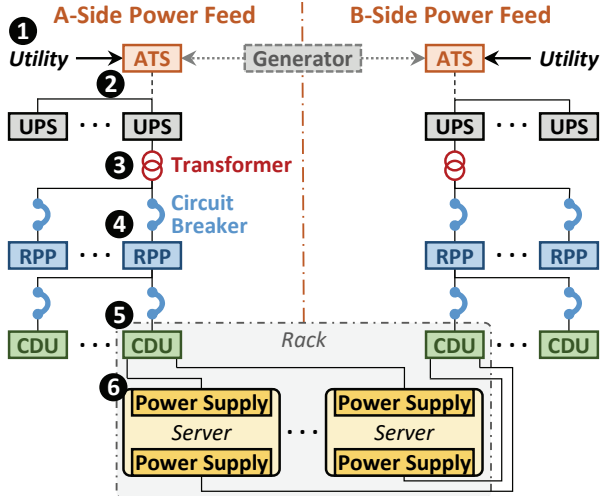 A-Side Power Feed B-Side Power Feed
1
Utility ATS Generator ATS Utility
2
UPS ... UPS UPS ... UPS
3 Transformer
Circuit
Breaker
4
RPP ... RPP RPP ... RPP
5
CDU ... CDU Rack CDU ... CDU
6
Power Supply Power Supply
Server ... Server
Power Supply Power Supply